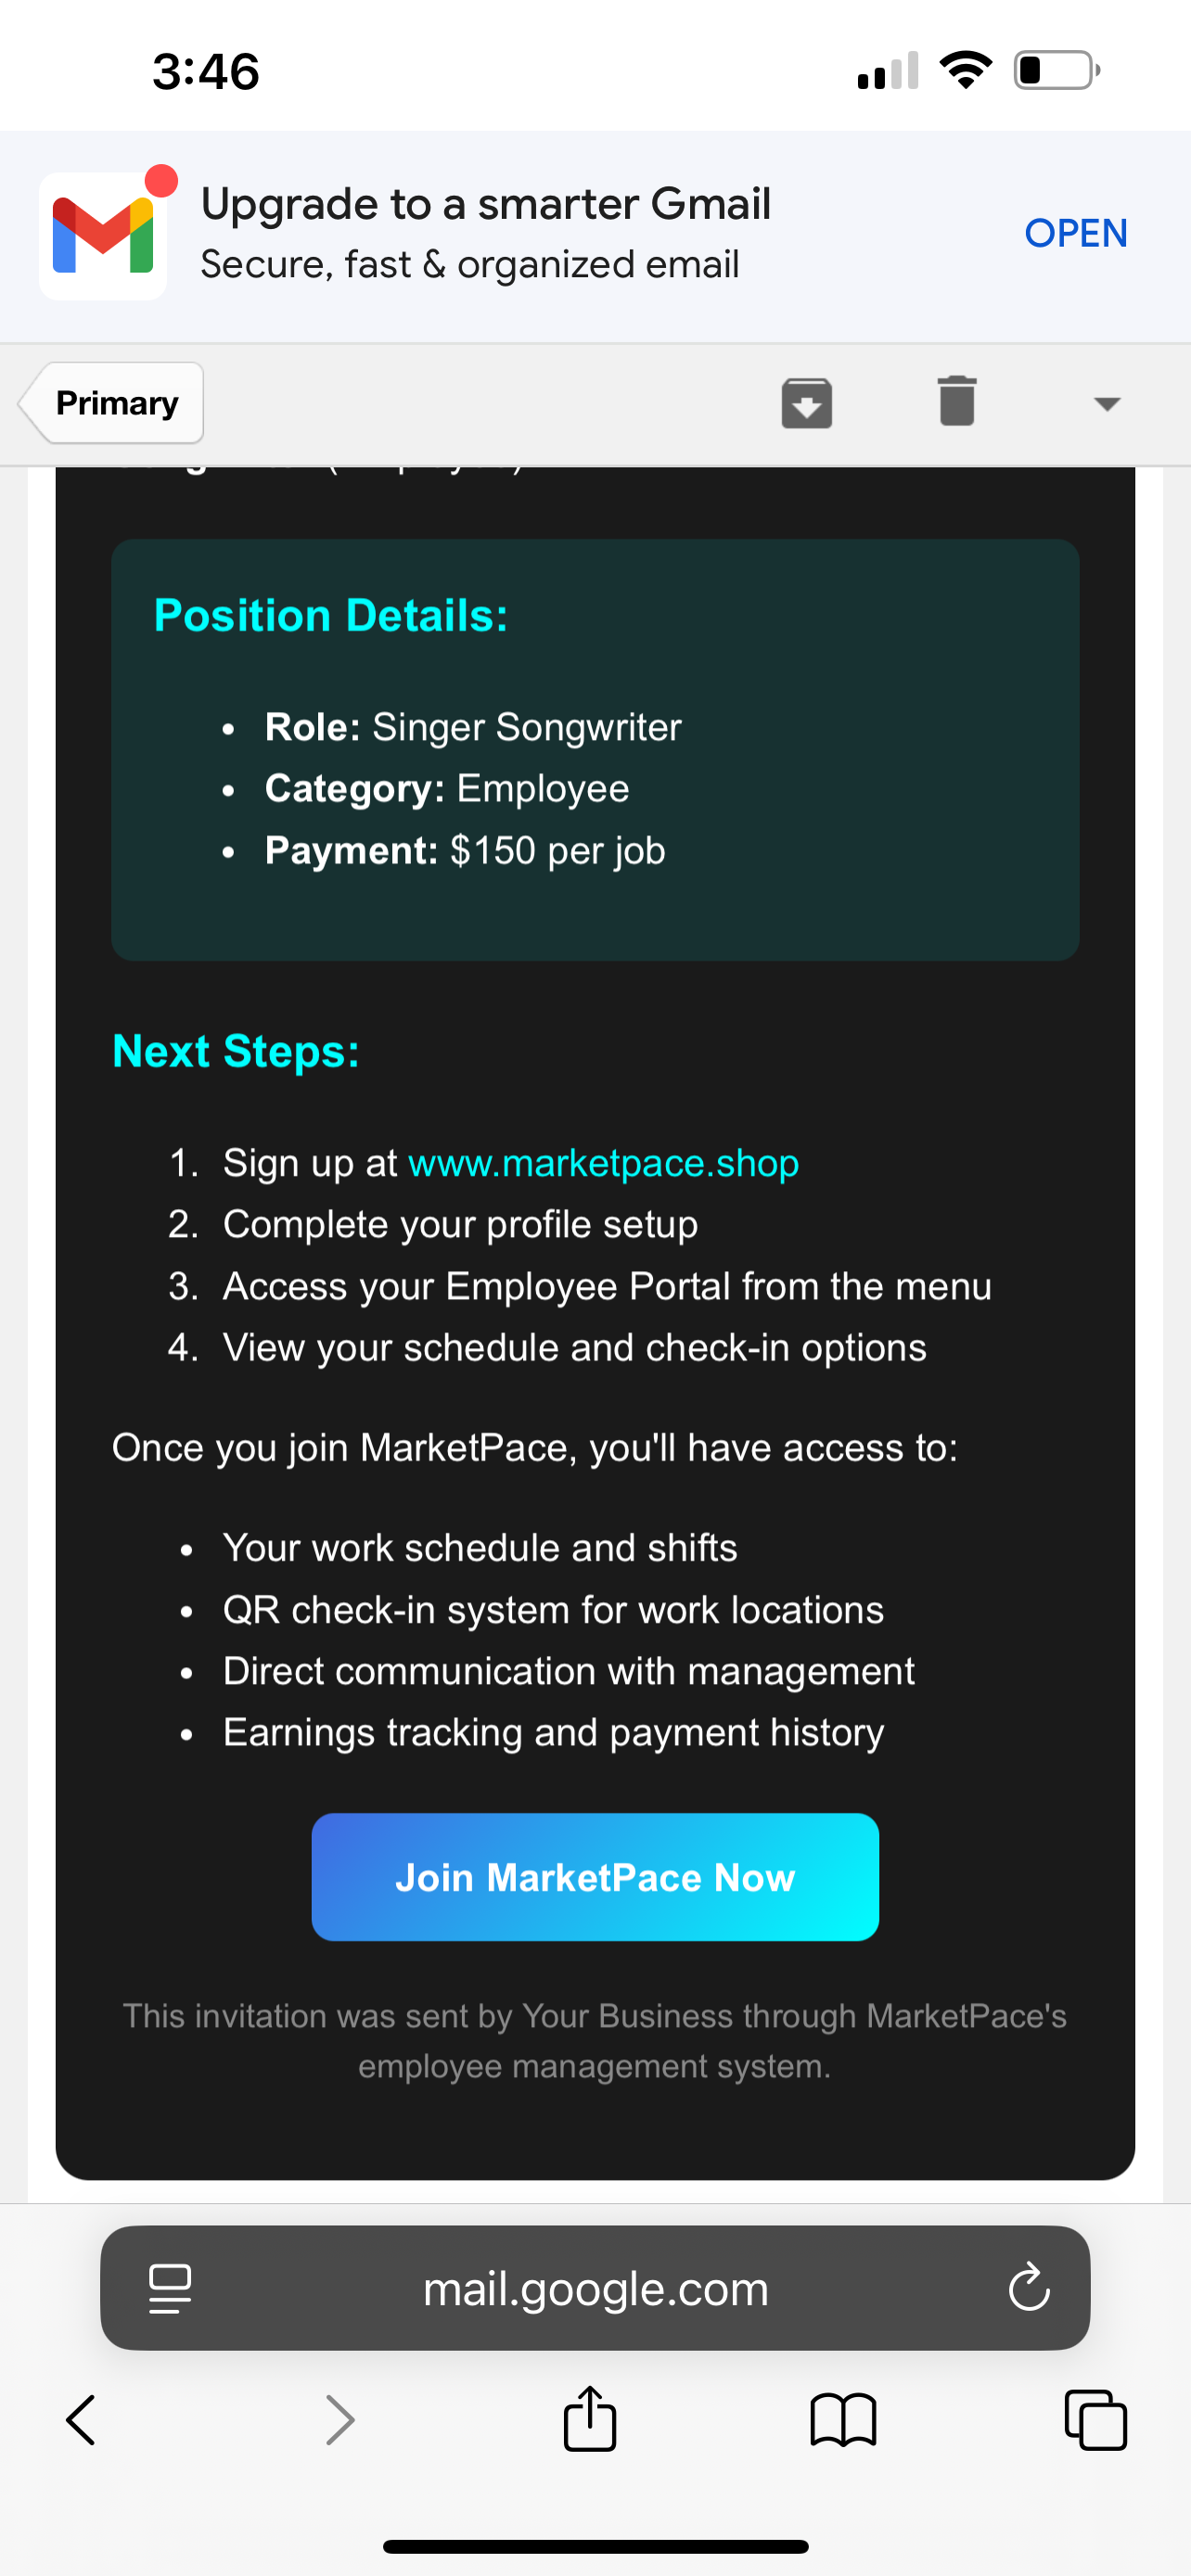 3:46
Upgrade to a smarter Gmail
Secure, fast & organized email
OPEN
Primary
Position Details:
• Role: Singer Songwriter
• Category: Employee
• Payment: $150 per job
Next Steps:
1. Sign up at www.marketpace.shop
2. Complete your profile setup
3. Access your Employee Portal from the menu
4. View your schedule and check-in options
Once you join MarketPace, you'll have access to:
• Your work schedule and shifts
• QR check-in system for work locations
• Direct communication with management
• Earnings tracking and payment history
Join MarketPace Now
This invitation was sent by Your Business through MarketPace's
employee management system.
mail.google.com